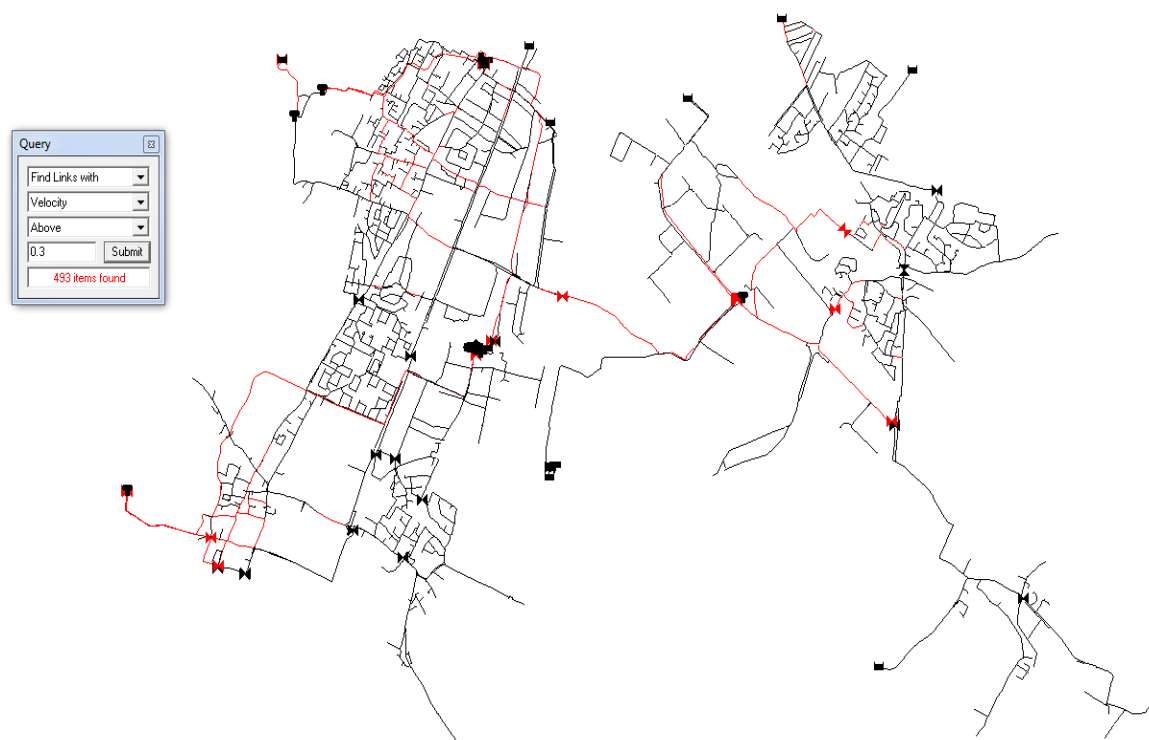 Query
Find Links with
Velocity
Above
0.3 Submit
493 items found